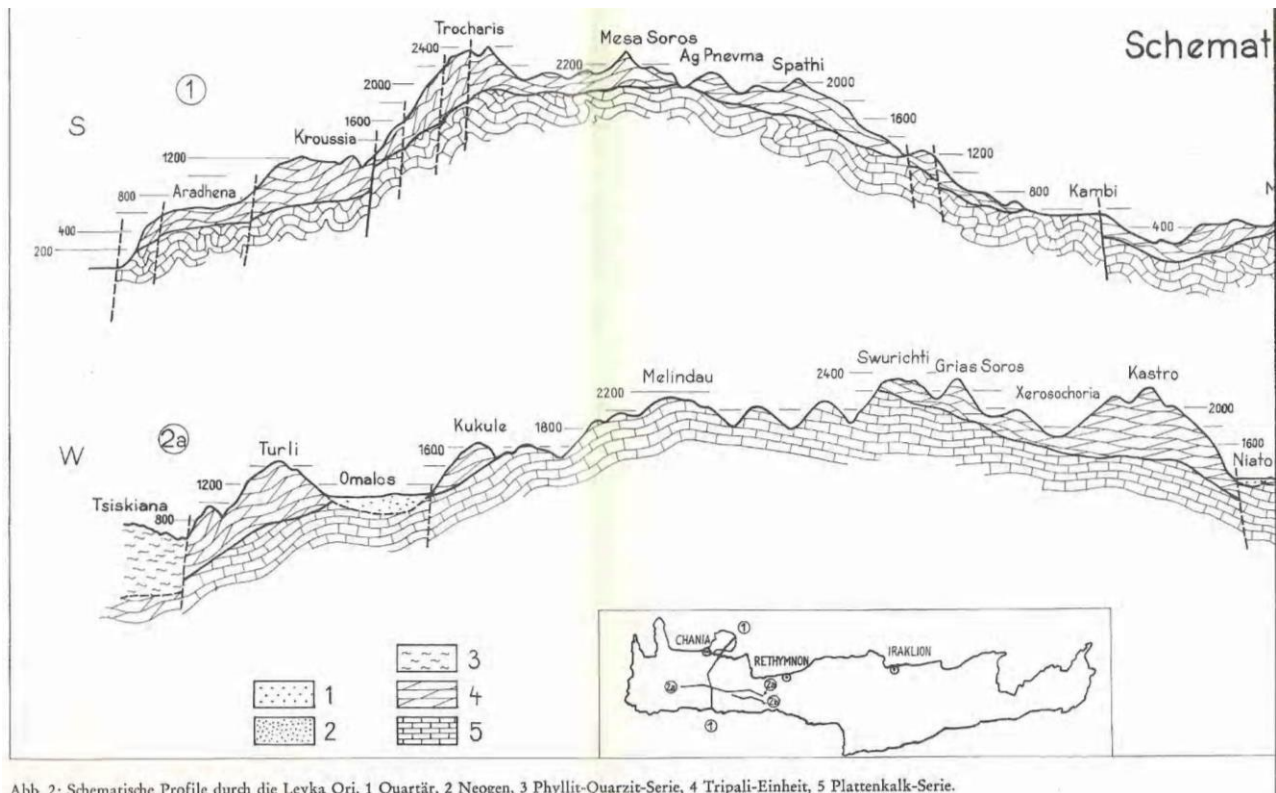 Schemat
1
S
Trocharis
2400
2000
1600
Kroussia
1200
Aradhena
800
400
200
Mesa Soros
2200
Ag Pnevma
Spathi
2000
1600
1200
800
Kambi
400
2a
W
Tsiskiana
800
Turli
1200
Omalos
Kukule
1600
1800
2200
Melindau
2400
Swurichti
Grias Soros
Xerosochoria
Kastro
2000
1600
Niato
1
2
3
4
5
CHANIA
RETHYMNON
IRAKLION
1
2a
2a
2a
1
Abb. 2: Schematische Profile durch die Levka Ori. 1 Quartär, 2 Neogen, 3 Phyllit-Quarzit-Serie, 4 Tripali-Einheit, 5 Plattenkalk-Serie.